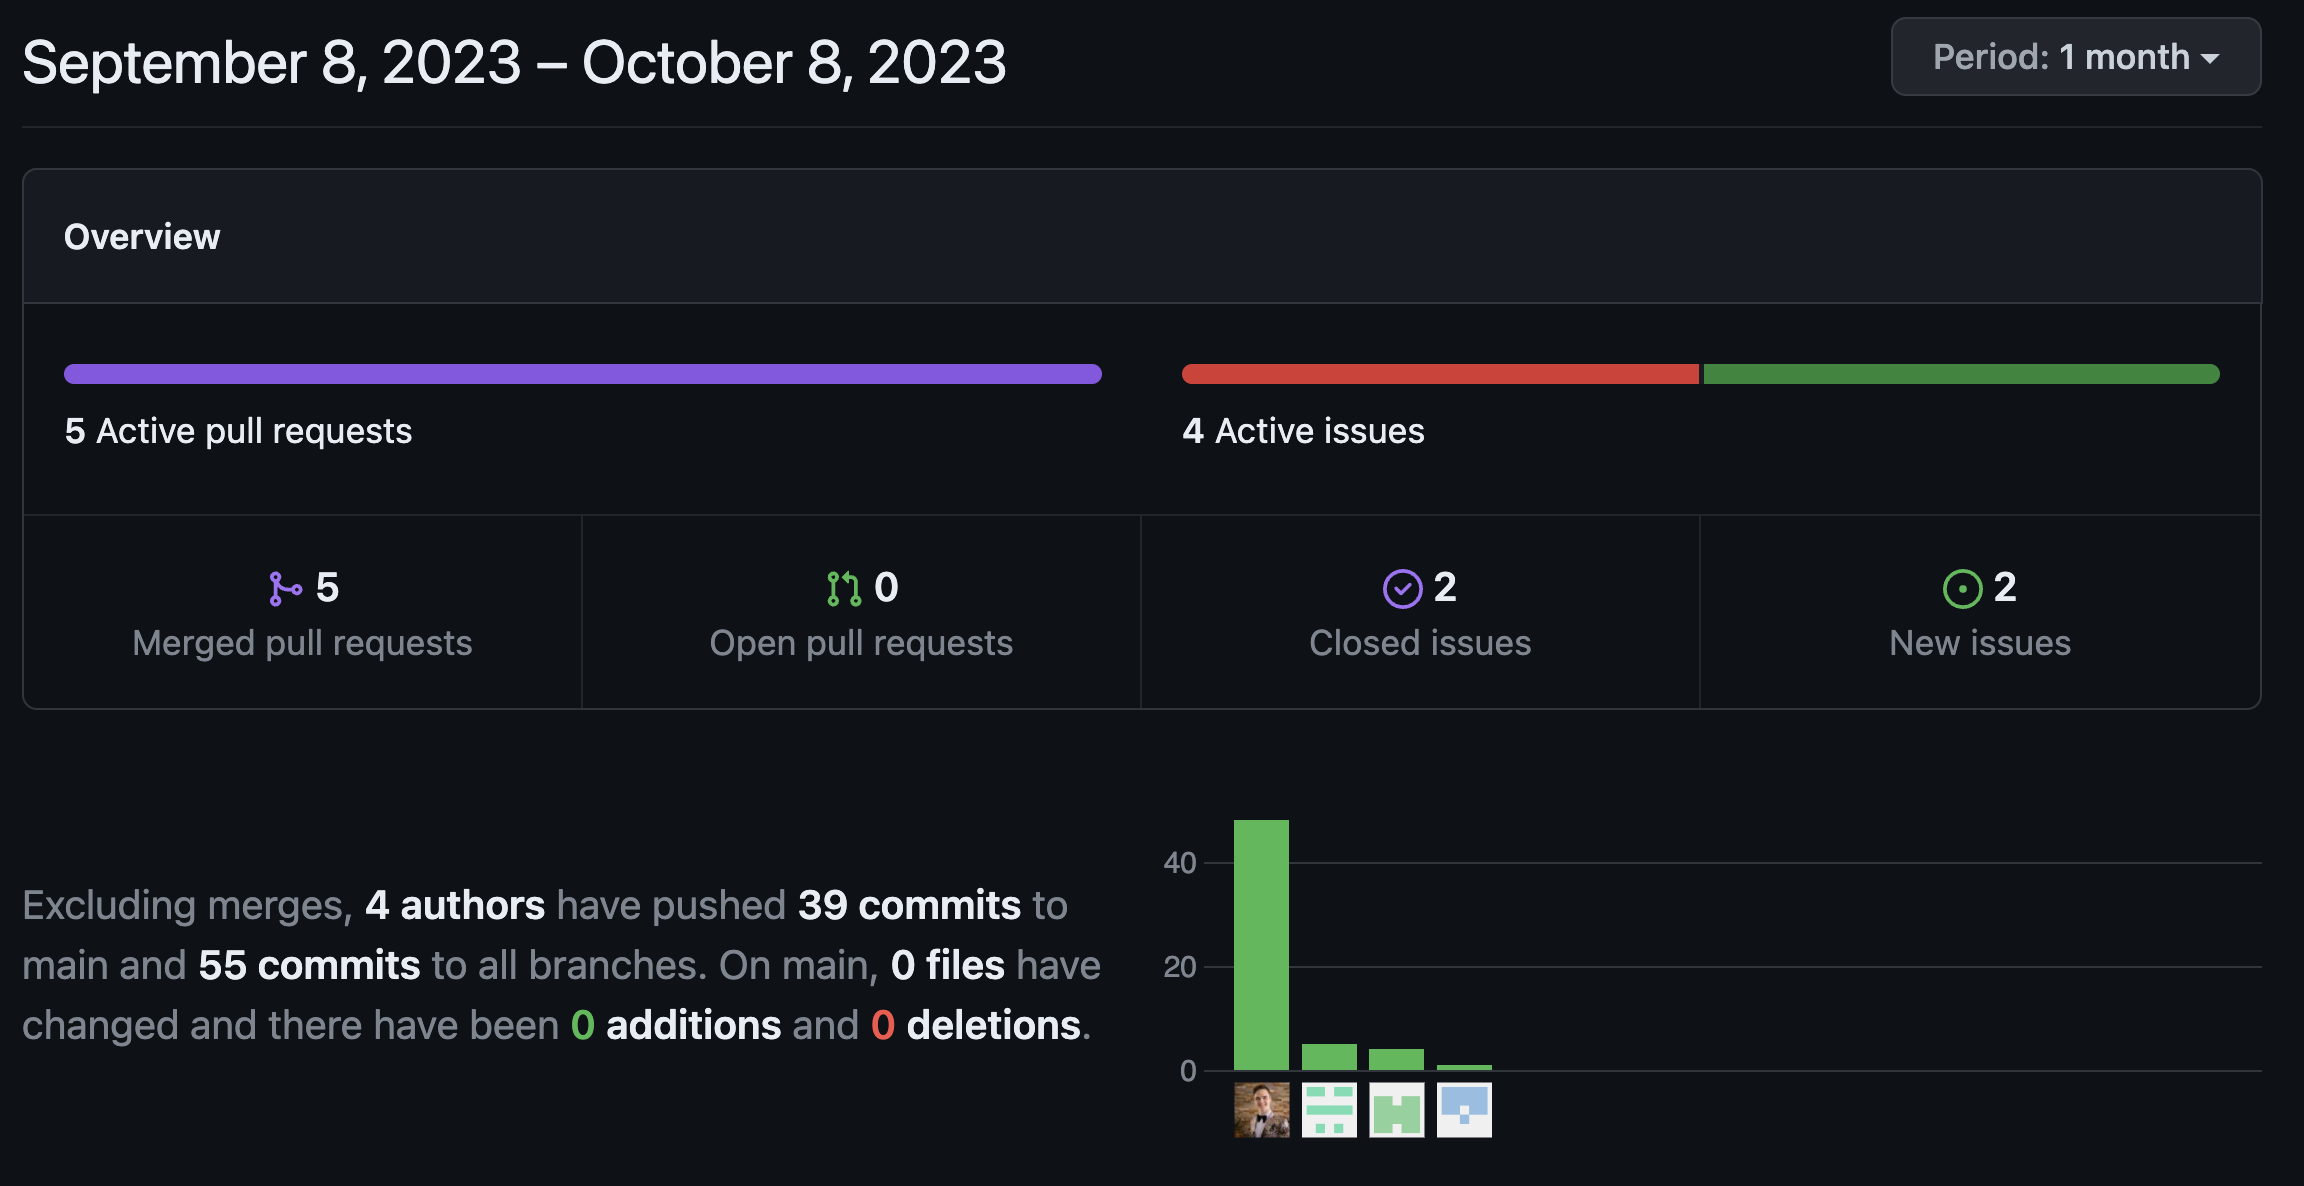 September 8, 2023 – October 8, 2023
Period: 1 month
Overview
5 Active pull requests
4 Active issues
5
Merged pull requests
0
Open pull requests
2
Closed issues
2
New issues
Excluding merges, 4 authors have pushed 39 commits to
main and 55 commits to all branches. On main, 0 files have
changed and there have been 0 additions and 0 deletions.
40
20
0